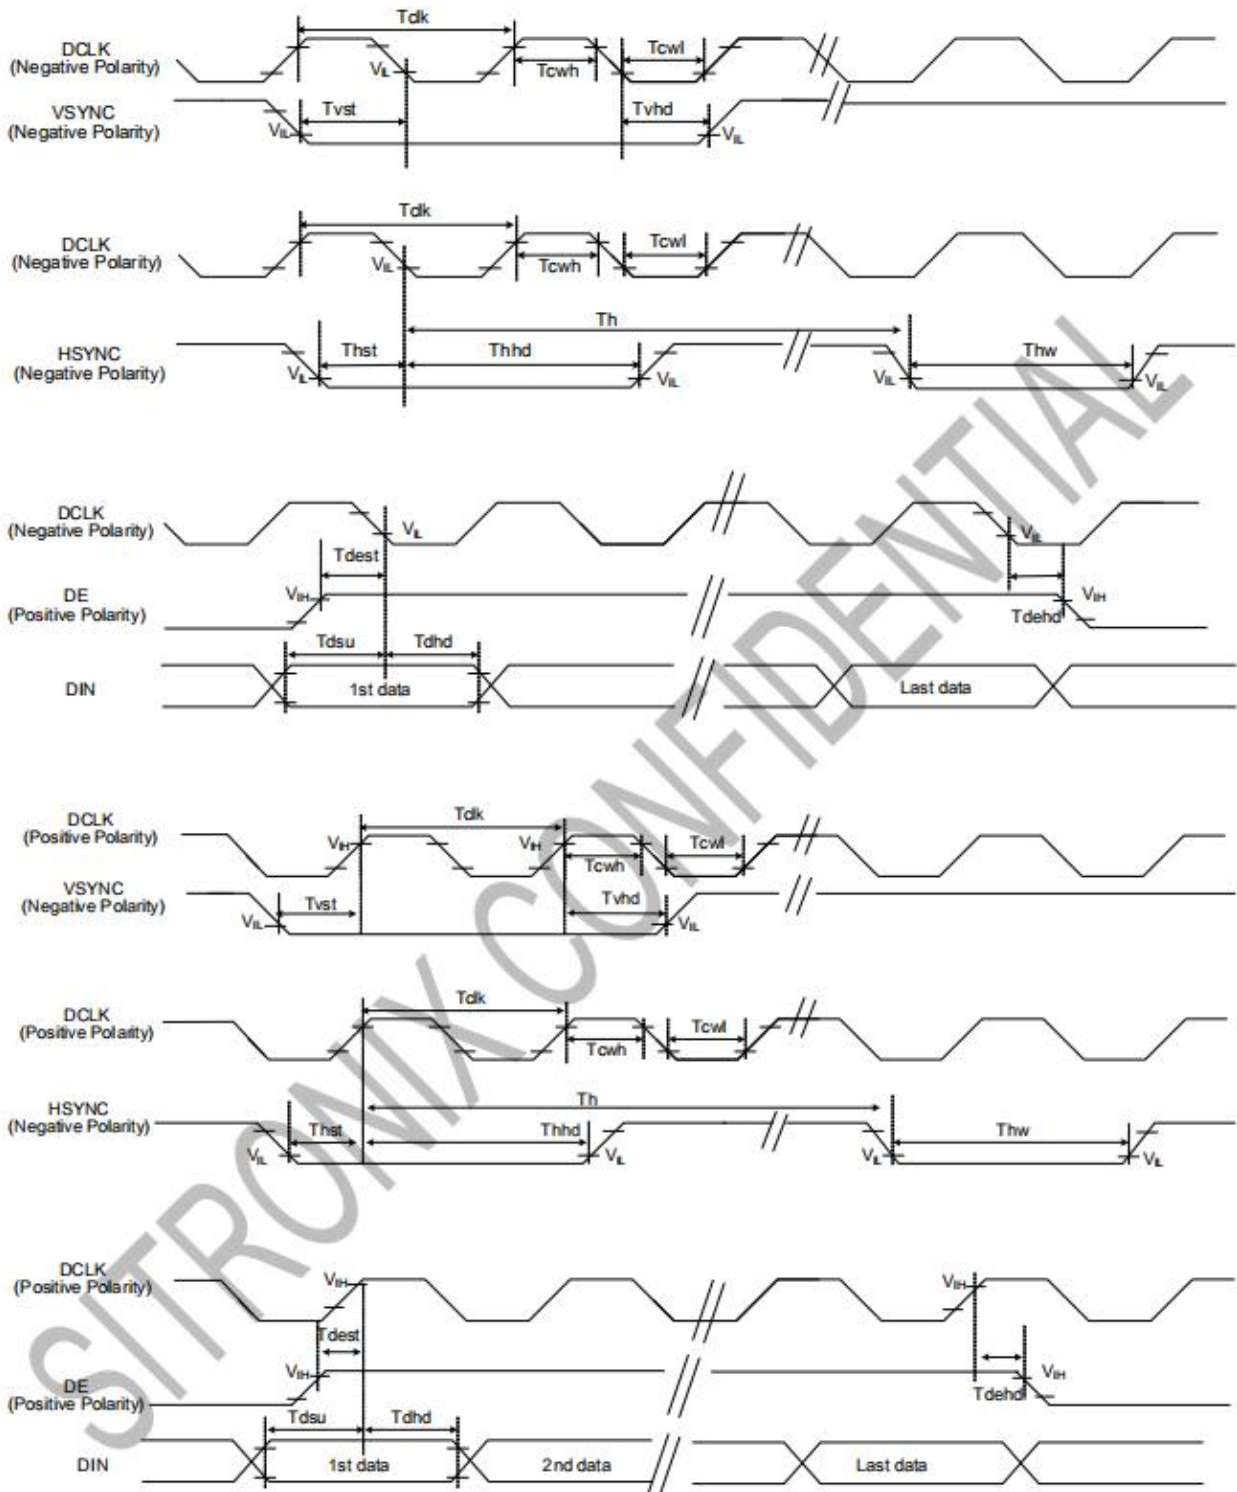 Tclk
DCLK
(Negative Polarity)
VIL
Tcwh
Tcwl
VSYNC
(Negative Polarity)
VIL
Tvst
Tvhd
VIL
Tclk
DCLK
(Negative Polarity)
VIL
Tcwh
Tcwl
Th
HSYNC
(Negative Polarity)
Thst
Thhd
Thw
VIL
VIL
VIL
VIL
DCLK
(Negative Polarity)
VIL
VIL
Tdest
DE
(Positive Polarity)
VIH
VIH
Tdehd
Tdsu
Tdhd
DIN
1st data
Last data
DCLK
(Positive Polarity)
Tclk
VIH
VIH
Tcwh
Tcwl
VSYNC
(Negative Polarity)
Tvst
Tvhd
VIL
VIL
DCLK
(Positive Polarity)
Tclk
Tcwh
Tcwl
Th
HSYNC
(Negative Polarity)
Thst
Thhd
Thw
VIL
VIL
VIL
VIL
DCLK
(Positive Polarity)
VIH
VIH
Tdest
DE
(Positive Polarity)
VIH
VIH
Tdehd
Tdsu
Tdhd
DIN
1st data
2nd data
Last data
SITRONIX CONFIDENTIAL